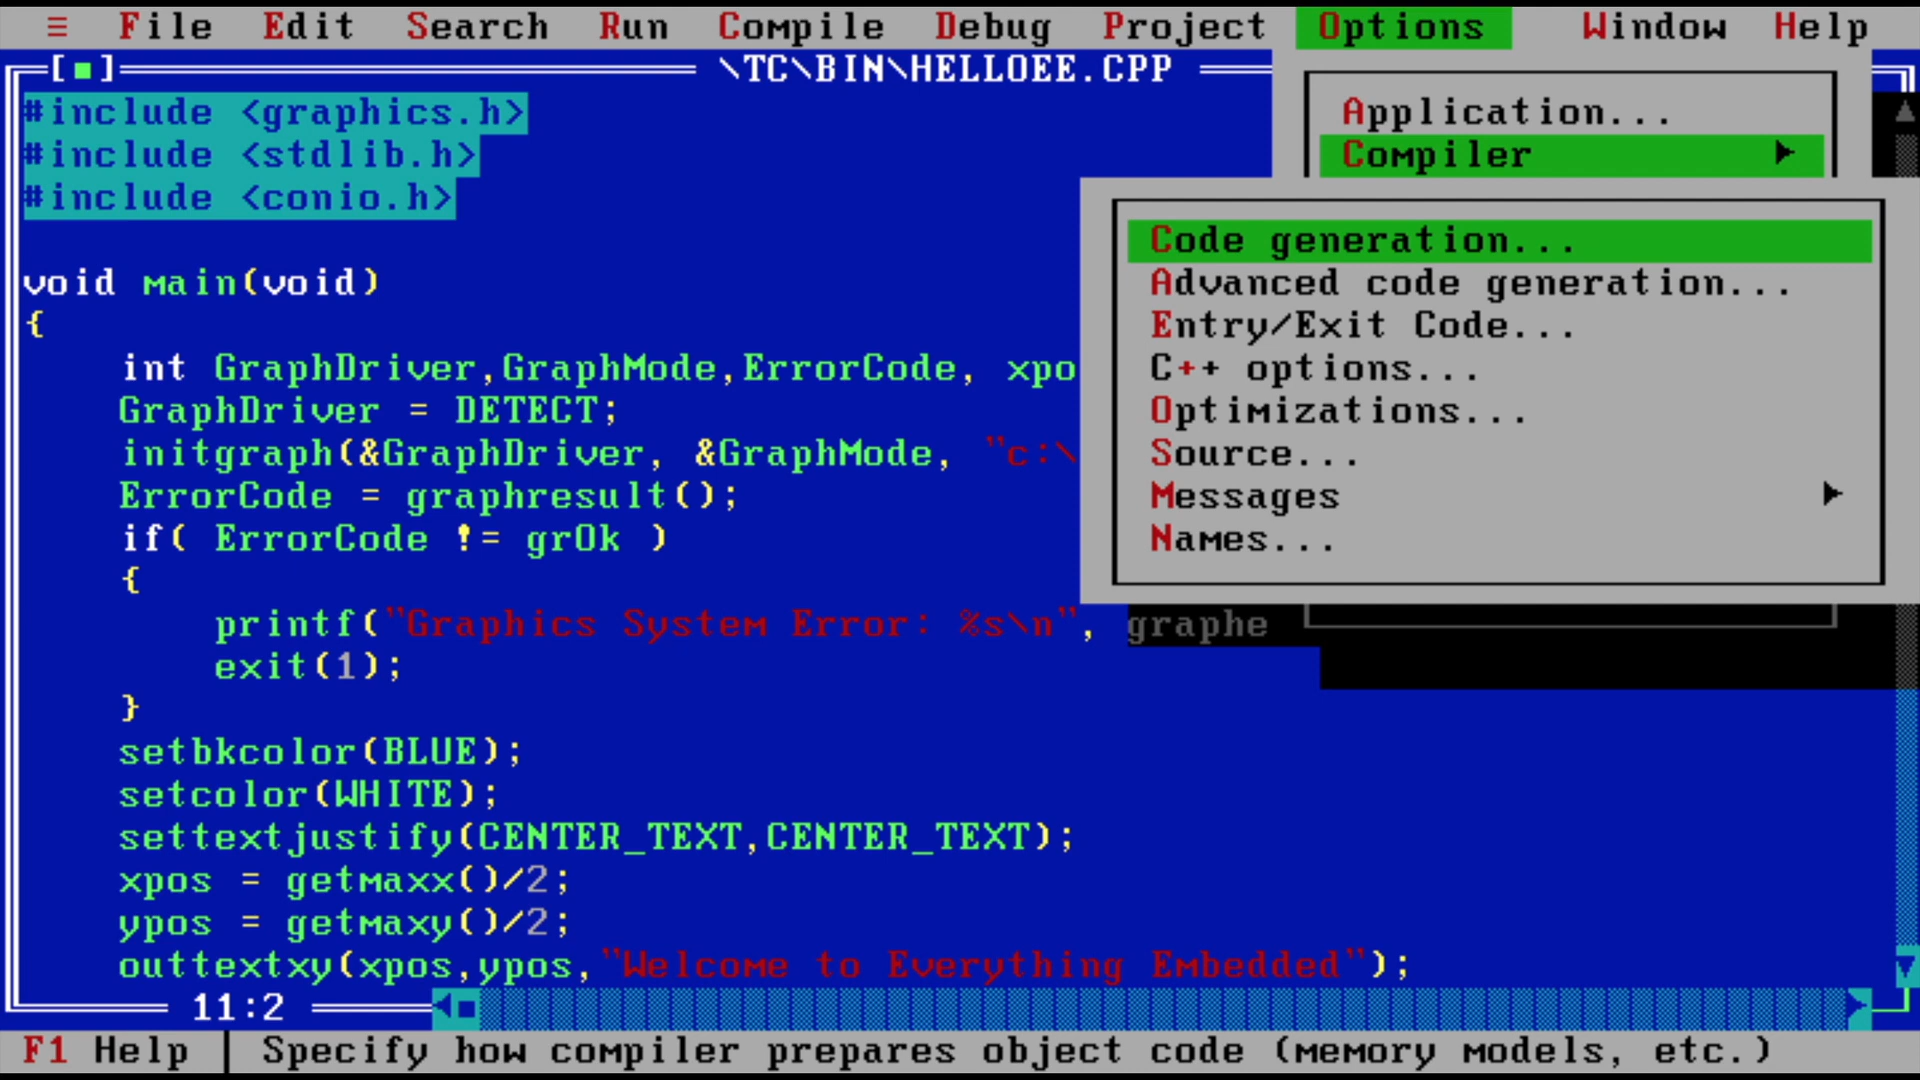 ≡ File Edit Search Run Compile Debug Project Options Window Help
[■] \TC\BIN\HELLOEE.CPP
#include <graphics.h>
#include <stdlib.h>
#include <conio.h>
void main(void)
{
int GraphDriver,GraphMode,ErrorCode, xpo
GraphDriver = DETECT;
initgraph(&GraphDriver, &GraphMode, "c:\
ErrorCode = graphresult();
if( ErrorCode != grOk )
{
printf("Graphics System Error: %s\n", graphe
exit(1);
}
setbkcolor(BLUE);
setcolor(WHITE);
settextjustify(CENTER_TEXT,CENTER_TEXT);
xpos = getmaxx()/2;
ypos = getmaxy()/2;
outtextxy(xpos,ypos,"Welcome to Everything Embedded");
11:2
Application...
Compiler
Code generation...
Advanced code generation...
Entry/Exit Code...
C++ options...
Optimizations...
Source...
Messages
Names...
F1 Help | Specify how compiler prepares object code (memory models, etc.)